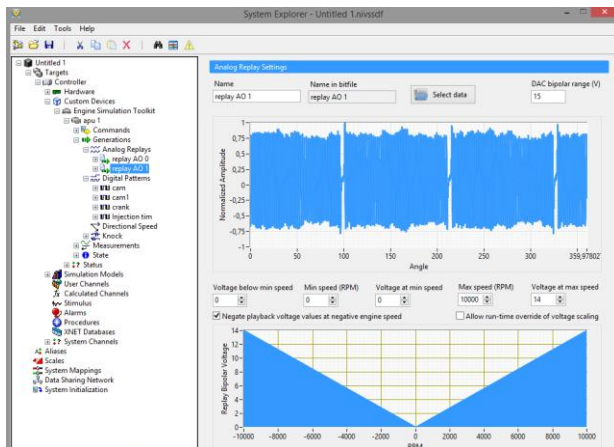 System Explorer - Untitled 1.nivssdf
File Edit Tools Help
Untitled 1
Targets
Controller
Hardware
Custom Devices
Engine Simulation Toolkit
apu 1
Commands
Generations
Analog Replays
replay AO 0
replay AO 1
Digital Patterns
cam
cam1
crank
Injection tim
Directional Speed
Knock
Measurements
State
Status
Simulation Models
User Channels
Calculated Channels
Stimulus
Alarms
Procedures
XNET Databases
System Channels
Aliases
Scales
System Mappings
Data Sharing Network
System Initialization
Analog Replay Settings
Name Name in bitfile DAC bipolar range (V)
replay AO 1 replay AO 1 Select data 15
Normalized Amplitude
1
0,75
0,5
0,25
0
-0,25
-0,5
-0,75
-1
0 50 100 150 200 250 300 359,97802
Angle
Voltage below min speed Min speed (RPM) Voltage at min speed Max speed (RPM) Voltage at max speed
0 0 0 10000 14
Negate playback voltage values at negative engine speed Allow run-time override of voltage scaling
Replay Bipolar Voltage
14
12
10
8
6
4
2
0
-10000 -8000 -6000 -4000 -2000 0 2000 4000 6000 8000 10000
RPM